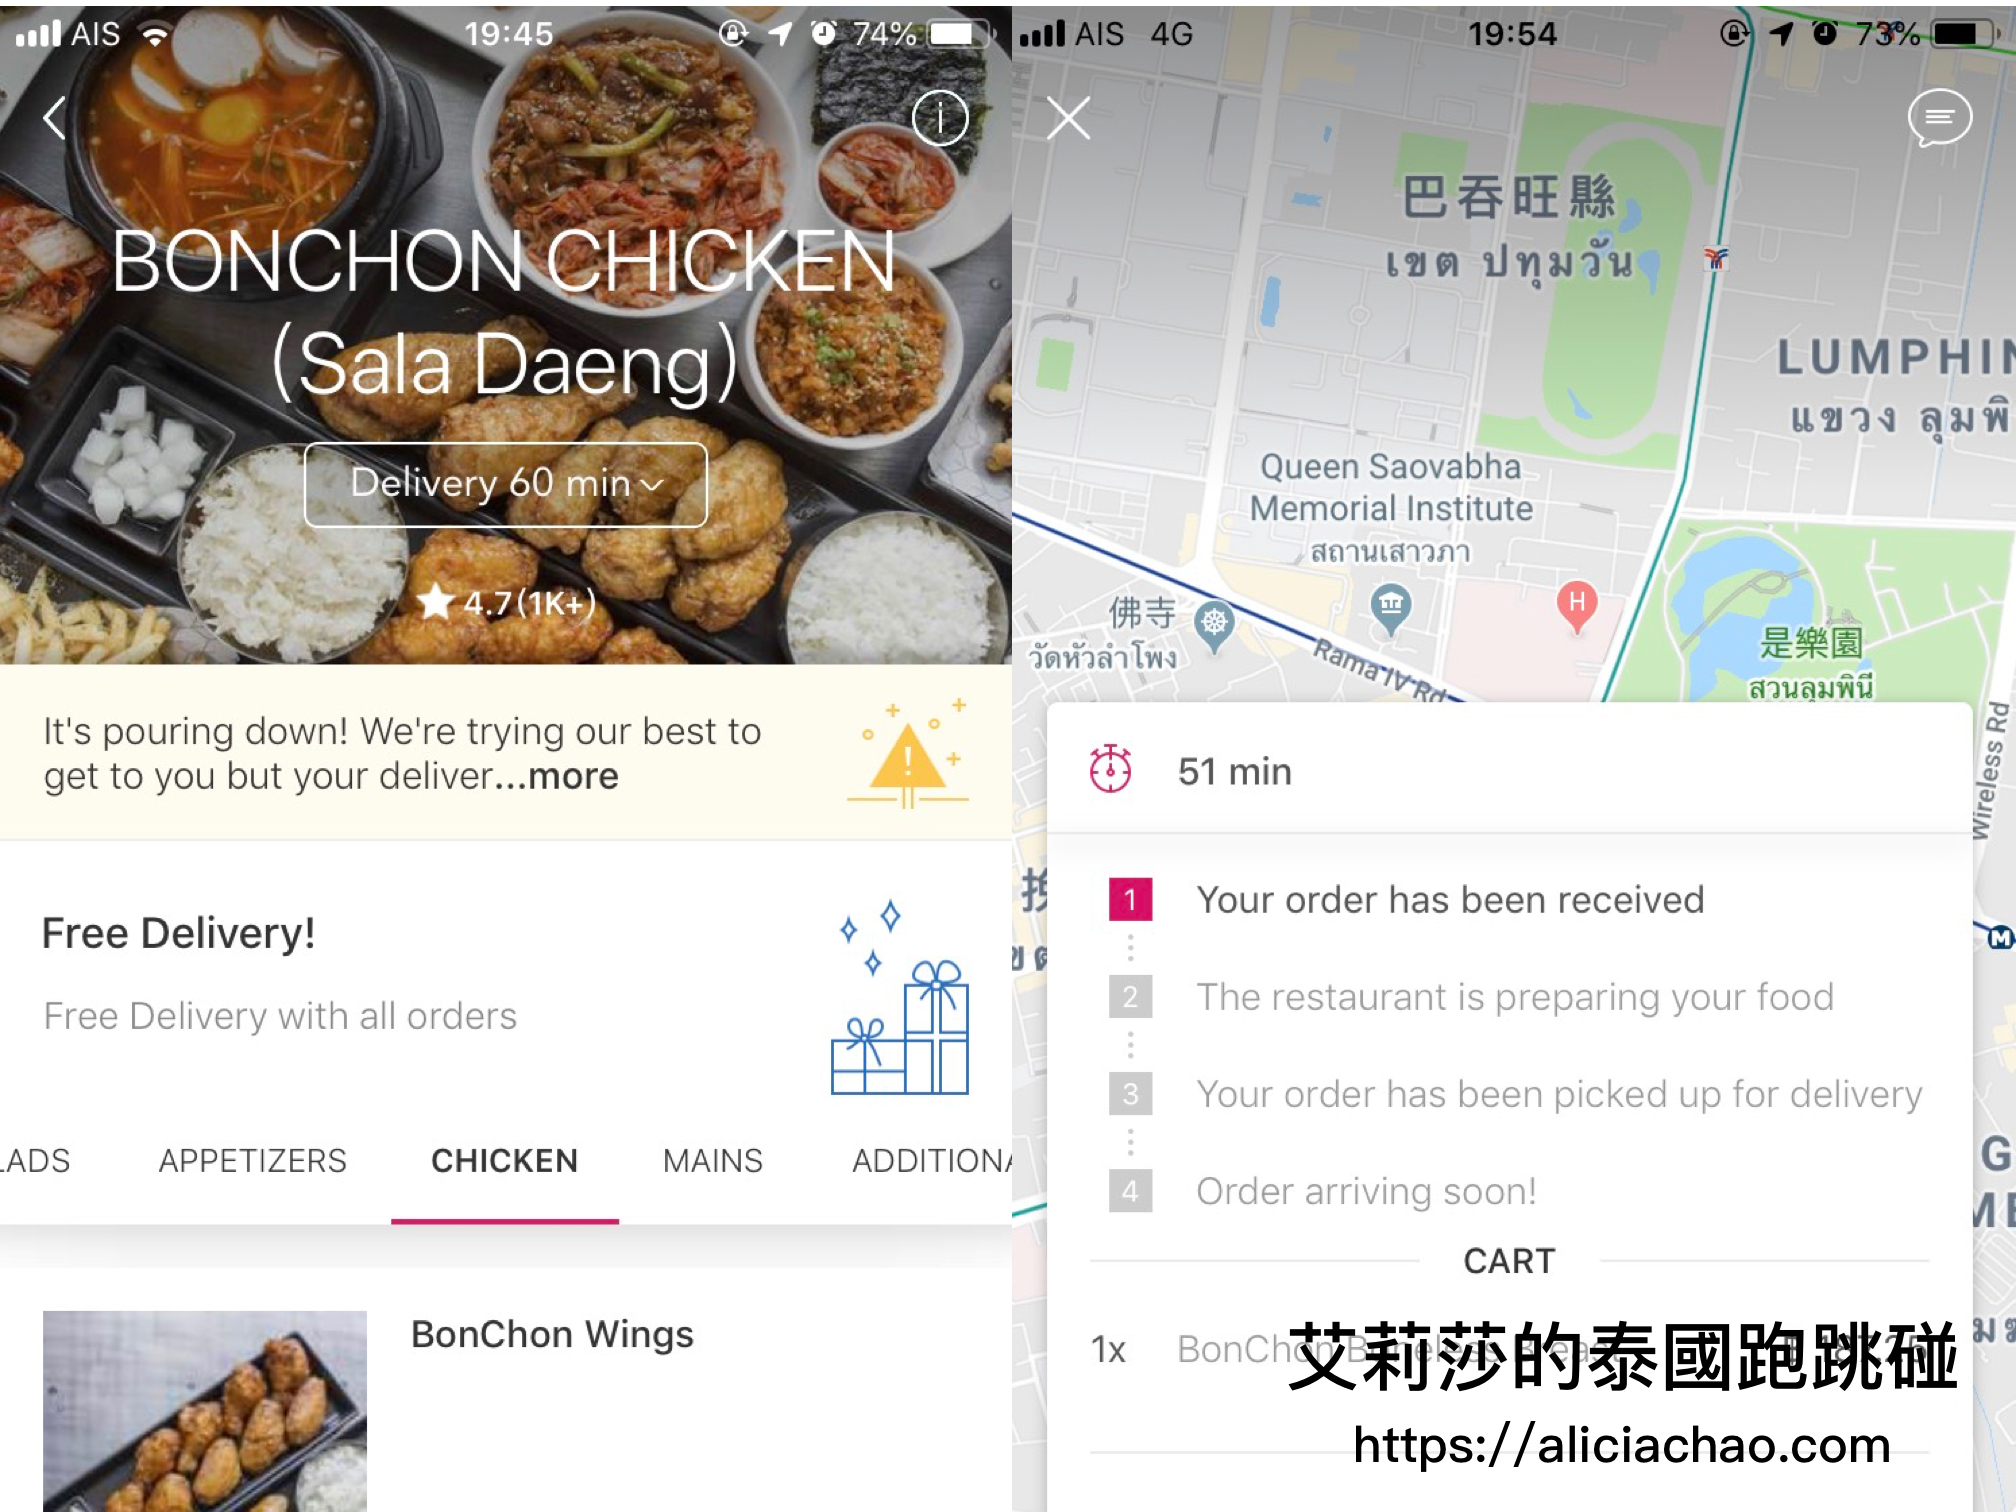 AIS 19:45 74%
BONCHON CHICKEN
(Sala Daeng)
Delivery 60 min
4.7(1K+)
It's pouring down! We're trying our best to
get to you but your deliver...more
Free Delivery!
Free Delivery with all orders
LADS APPETIZERS CHICKEN MAINS ADDITIONA
BonChon Wings
AIS 4G 19:54 73%
巴吞旺縣
เขต ปทุมวัน
LUMPHIN
แขวง ลุมพิ
Queen Saovabha
Memorial Institute
สถานเสาวภา
H
佛寺
วัดหัวลำโพง
Rama IV Rd
是樂園
สวนลุมพินี
Wireless Rd
51 min
1 Your order has been received
2 The restaurant is preparing your food
3 Your order has been picked up for delivery
4 Order arriving soon!
M
CART
1x BonChon Boneless Breast
艾莉莎的泰國跑跳碰
https://aliciachao.com